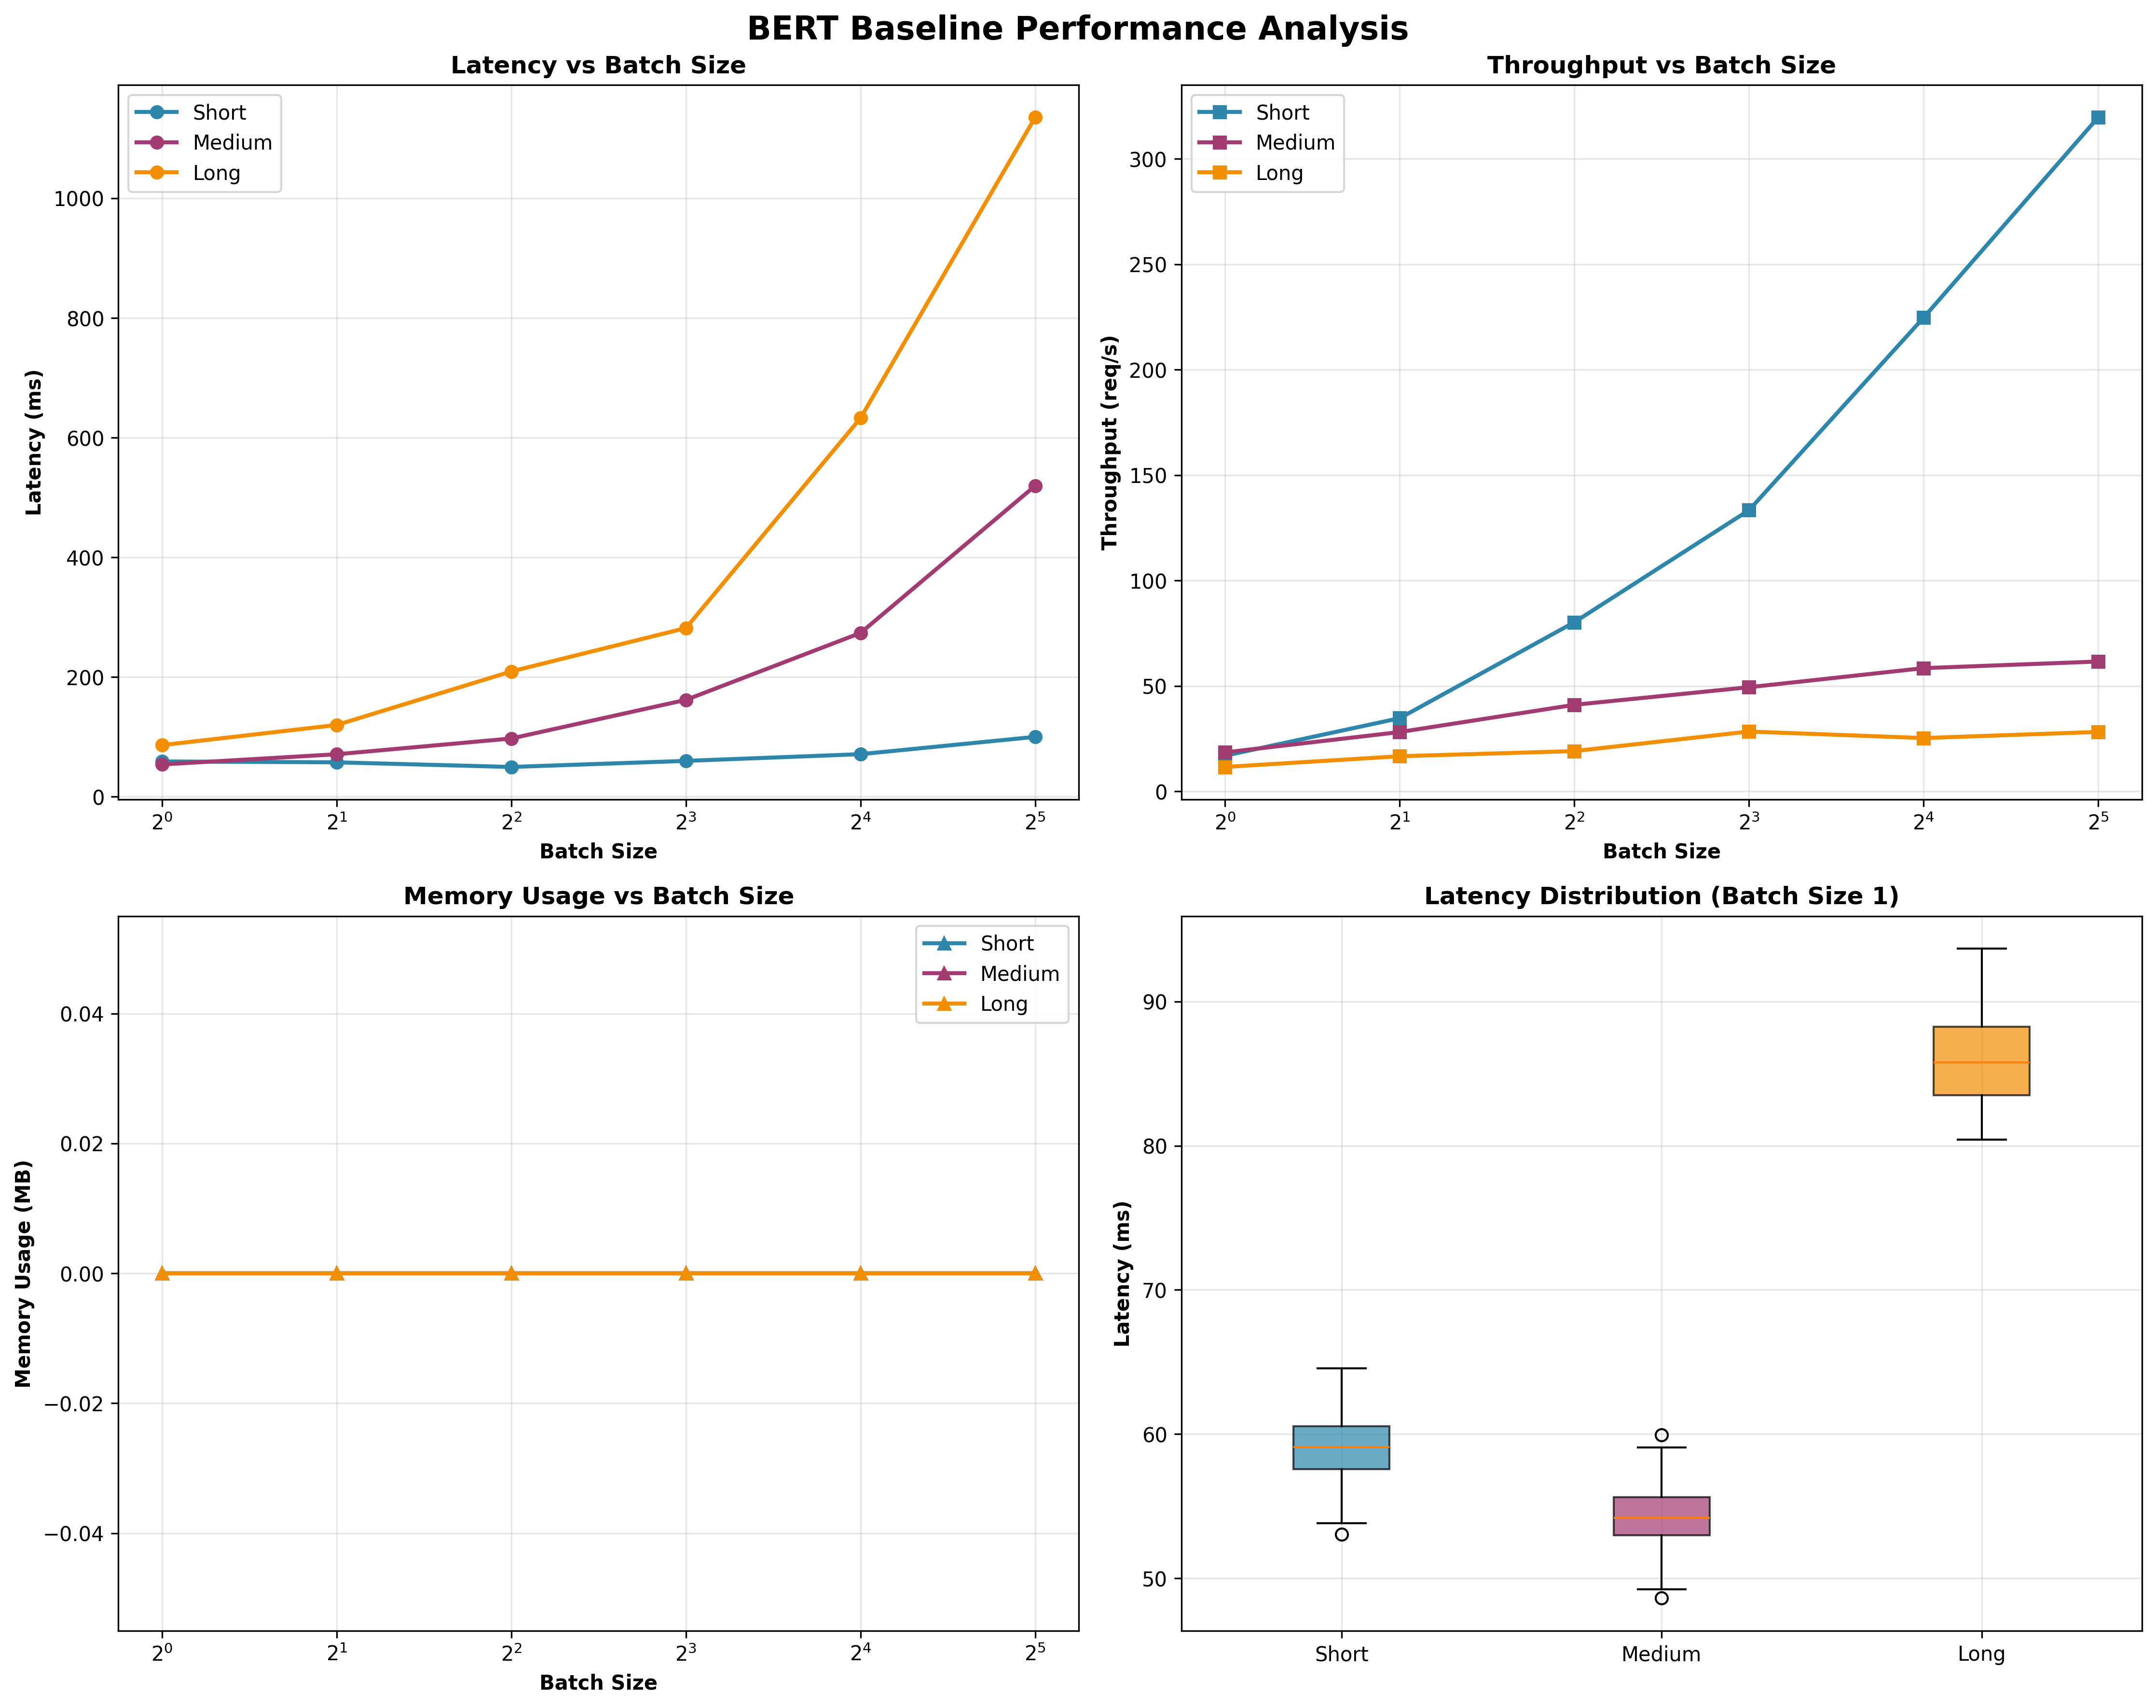 BERT Baseline Performance Analysis
Latency vs Batch Size
Short
Medium
Long
1000
800
600
400
200
0
Latency (ms)
2⁰ 2¹ 2² 2³ 2⁴ 2⁵
Batch Size
Throughput vs Batch Size
Short
Medium
Long
300
250
200
150
100
50
0
Throughput (req/s)
2⁰ 2¹ 2² 2³ 2⁴ 2⁵
Batch Size
Memory Usage vs Batch Size
Short
Medium
Long
0.04
0.02
0.00
−0.02
−0.04
Memory Usage (MB)
2⁰ 2¹ 2² 2³ 2⁴ 2⁵
Batch Size
Latency Distribution (Batch Size 1)
90
80
70
60
50
Latency (ms)
Short Medium Long